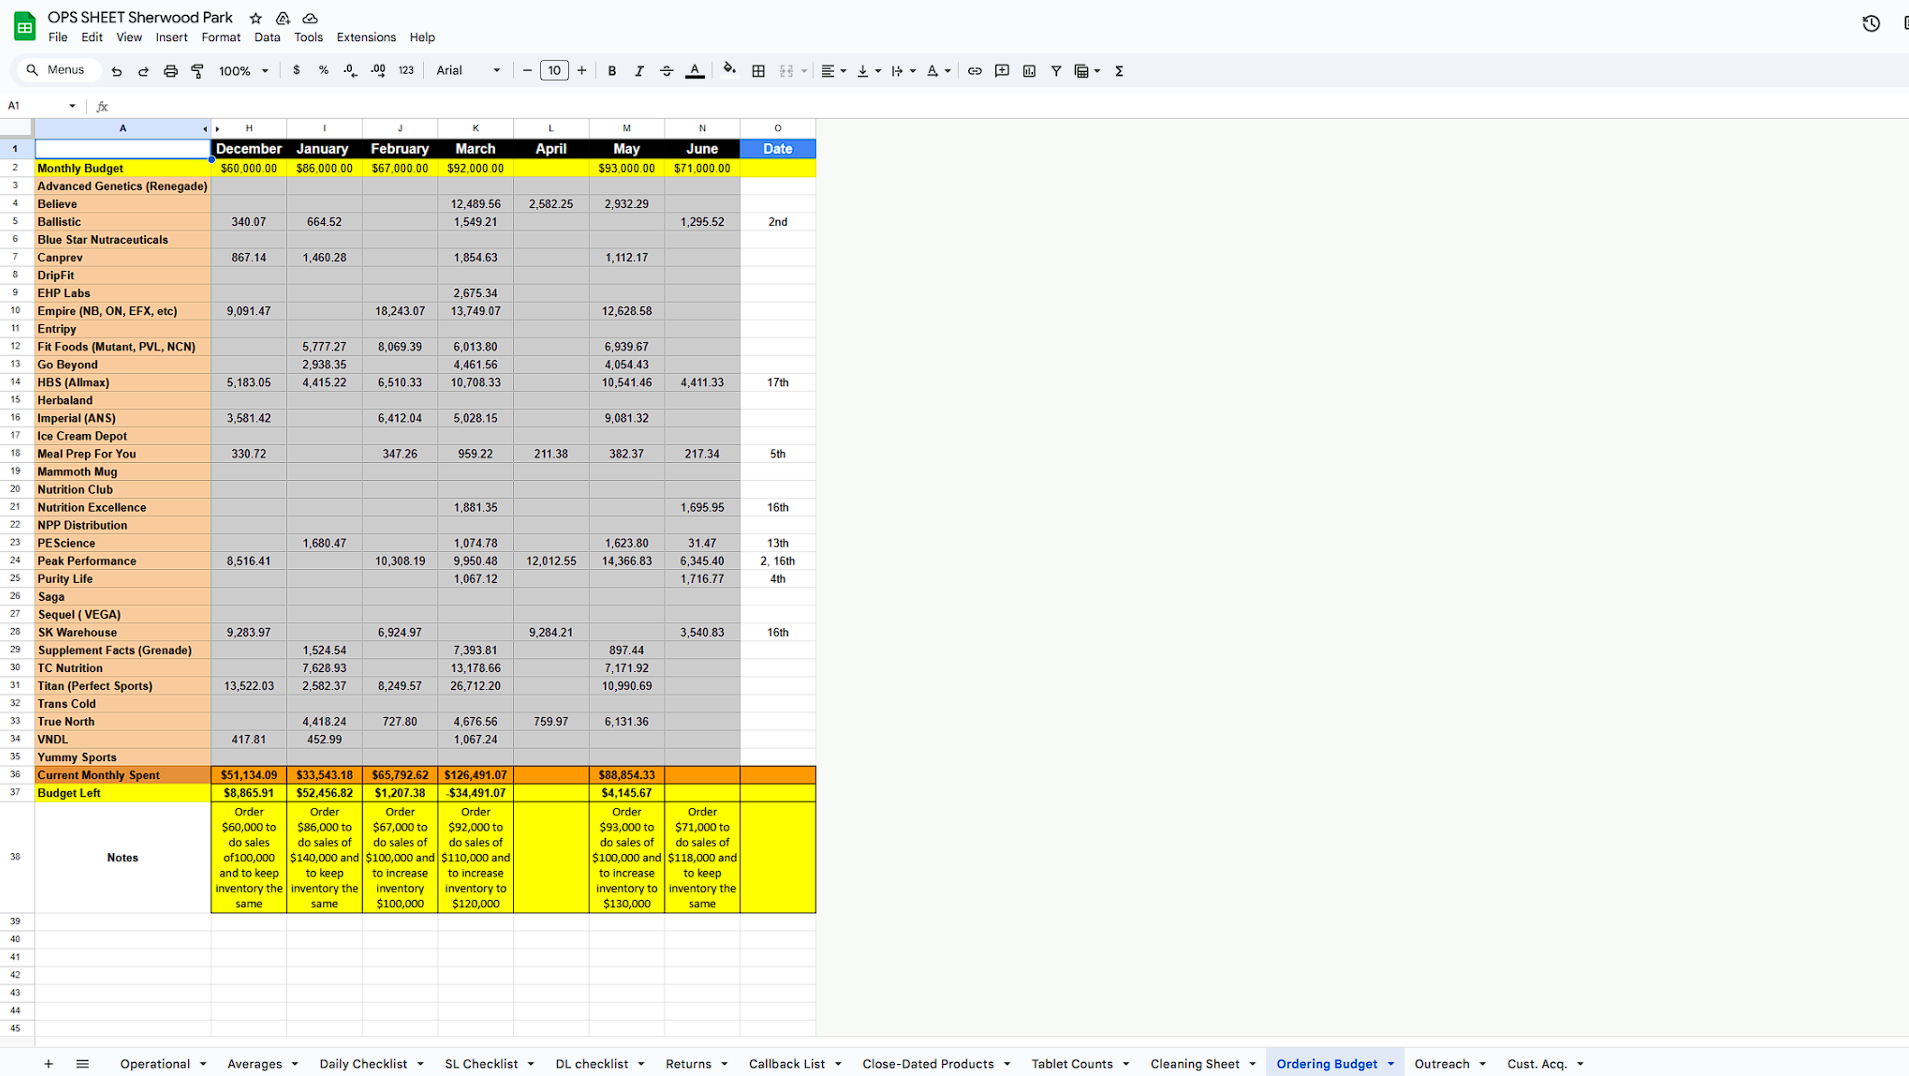 OPS SHEET Sherwood Park
File Edit View Insert Format Data Tools Extensions Help
Menus 100% $ % .0 .00 123 Arial 10 B I A
A1 fx
A H I J K L M N O
1 December January February March April May June Date
2 Monthly Budget $60,000.00 $86,000.00 $67,000.00 $92,000.00 $93,000.00 $71,000.00
3 Advanced Genetics (Renegade)
4 Believe 12,489.56 2,582.25 2,932.29
5 Ballistic 340.07 664.52 1,549.21 1,295.52 2nd
6 Blue Star Nutraceuticals
7 Canprev 867.14 1,460.28 1,854.63 1,112.17
8 DripFit
9 EHP Labs 2,675.34
10 Empire (NB, ON, EFX, etc) 9,091.47 18,243.07 13,749.07 12,628.58
11 Entripy
12 Fit Foods (Mutant, PVL, NCN) 5,777.27 8,069.39 6,013.80 6,939.67
13 Go Beyond 2,938.35 4,461.56 4,054.43
14 HBS (Allmax) 5,183.05 4,415.22 6,510.33 10,708.33 10,541.46 4,411.33 17th
15 Herbaland
16 Imperial (ANS) 3,581.42 6,412.04 5,028.15 9,081.32
17 Ice Cream Depot
18 Meal Prep For You 330.72 347.26 959.22 211.38 382.37 217.34 5th
19 Mammoth Mug
20 Nutrition Club
21 Nutrition Excellence 1,881.35 1,695.95 16th
22 NPP Distribution
23 PEScience 1,680.47 1,074.78 1,623.80 31.47 13th
24 Peak Performance 8,516.41 10,308.19 9,950.48 12,012.55 14,366.83 6,345.40 2, 16th
25 Purity Life 1,067.12 1,716.77 4th
26 Saga
27 Sequel ( VEGA)
28 SK Warehouse 9,283.97 6,924.97 9,284.21 3,540.83 16th
29 Supplement Facts (Grenade) 1,524.54 7,393.81 897.44
30 TC Nutrition 7,628.93 13,178.66 7,171.92
31 Titan (Perfect Sports) 13,522.03 2,582.37 8,249.57 26,712.20 10,990.69
32 Trans Cold
33 True North 4,418.24 727.80 4,676.56 759.97 6,131.36
34 VNDL 417.81 452.99 1,067.24
35 Yummy Sports
36 Current Monthly Spent $51,134.09 $33,543.18 $65,792.62 $126,491.07 $88,854.33
37 Budget Left $8,865.91 $52,456.82 $1,207.38 -$34,491.07 $4,145.67
Order Order Order Order Order Order
$60,000 to $86,000 to $67,000 to $92,000 to $93,000 to $71,000 to
do sales do sales of do sales of do sales of do sales of do sales of
38 Notes of100,000 $140,000 and $100,000 and $110,000 and $100,000 and $118,000 and
and to keep to keep to increase to increase to increase to keep
inventory the inventory the inventory inventory to inventory to inventory the
same same $100,000 $120,000 $130,000 same
39
40
41
42
43
44
45
Operational Averages Daily Checklist SL Checklist DL checklist Returns Callback List Close-Dated Products Tablet Counts Cleaning Sheet Ordering Budget Outreach Cust. Acq.